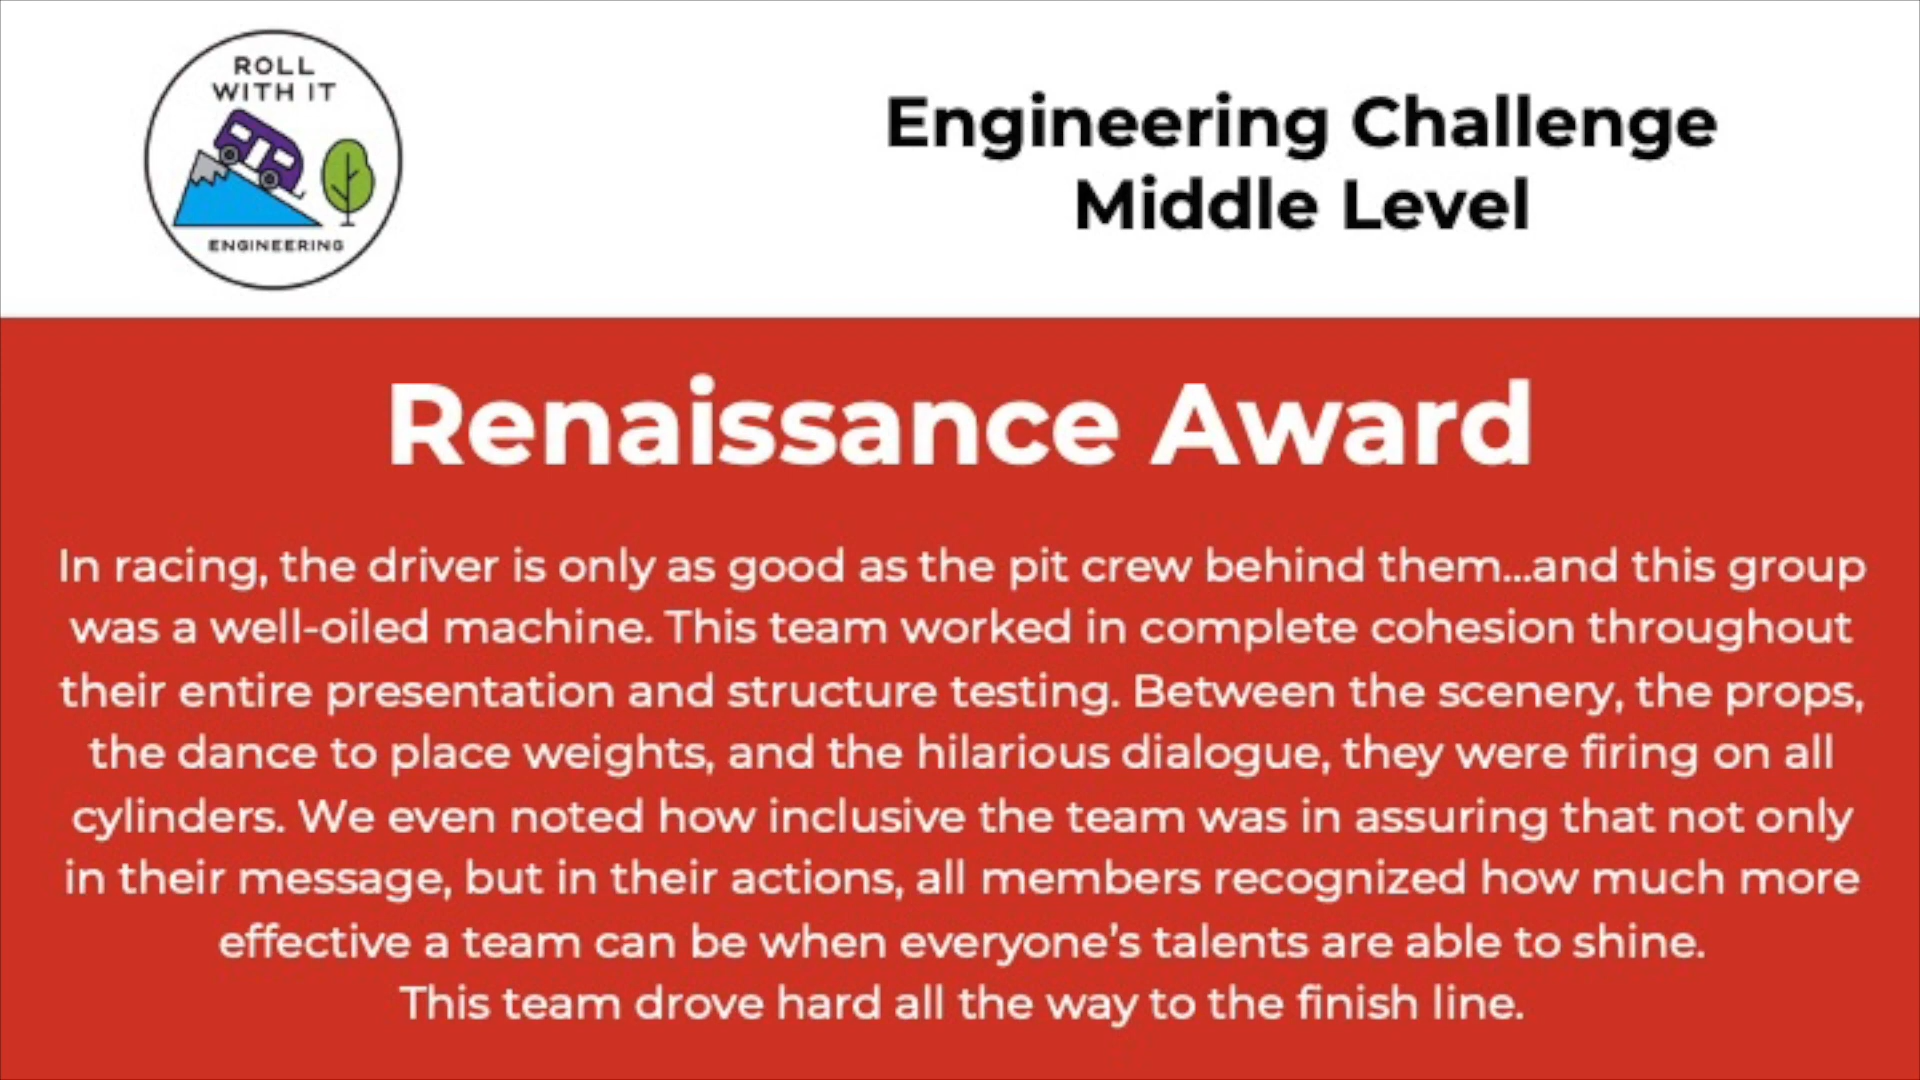 ROLL
WITH IT
ENGINEERING
Engineering Challenge
Middle Level
Renaissance Award
In racing, the driver is only as good as the pit crew behind them...and this group
was a well-oiled machine. This team worked in complete cohesion throughout
their entire presentation and structure testing. Between the scenery, the props,
the dance to place weights, and the hilarious dialogue, they were firing on all
cylinders. We even noted how inclusive the team was in assuring that not only
in their message, but in their actions, all members recognized how much more
effective a team can be when everyone’s talents are able to shine.
This team drove hard all the way to the finish line.